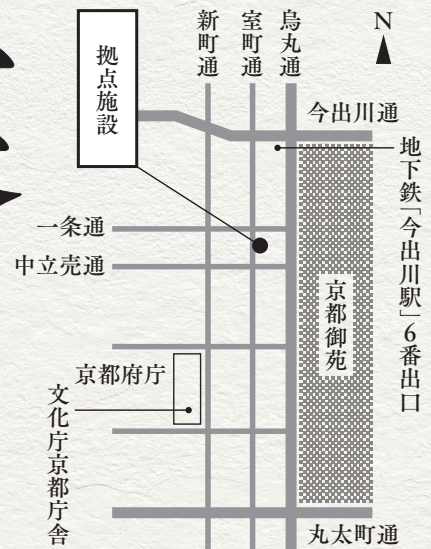 新町通
室町通
烏丸通
N
拠点施設
今出川通
地下鉄「今出川駅」6番出口
一条通
中立売通
京都御苑
京都府庁
文化庁京都庁舎
丸太町通